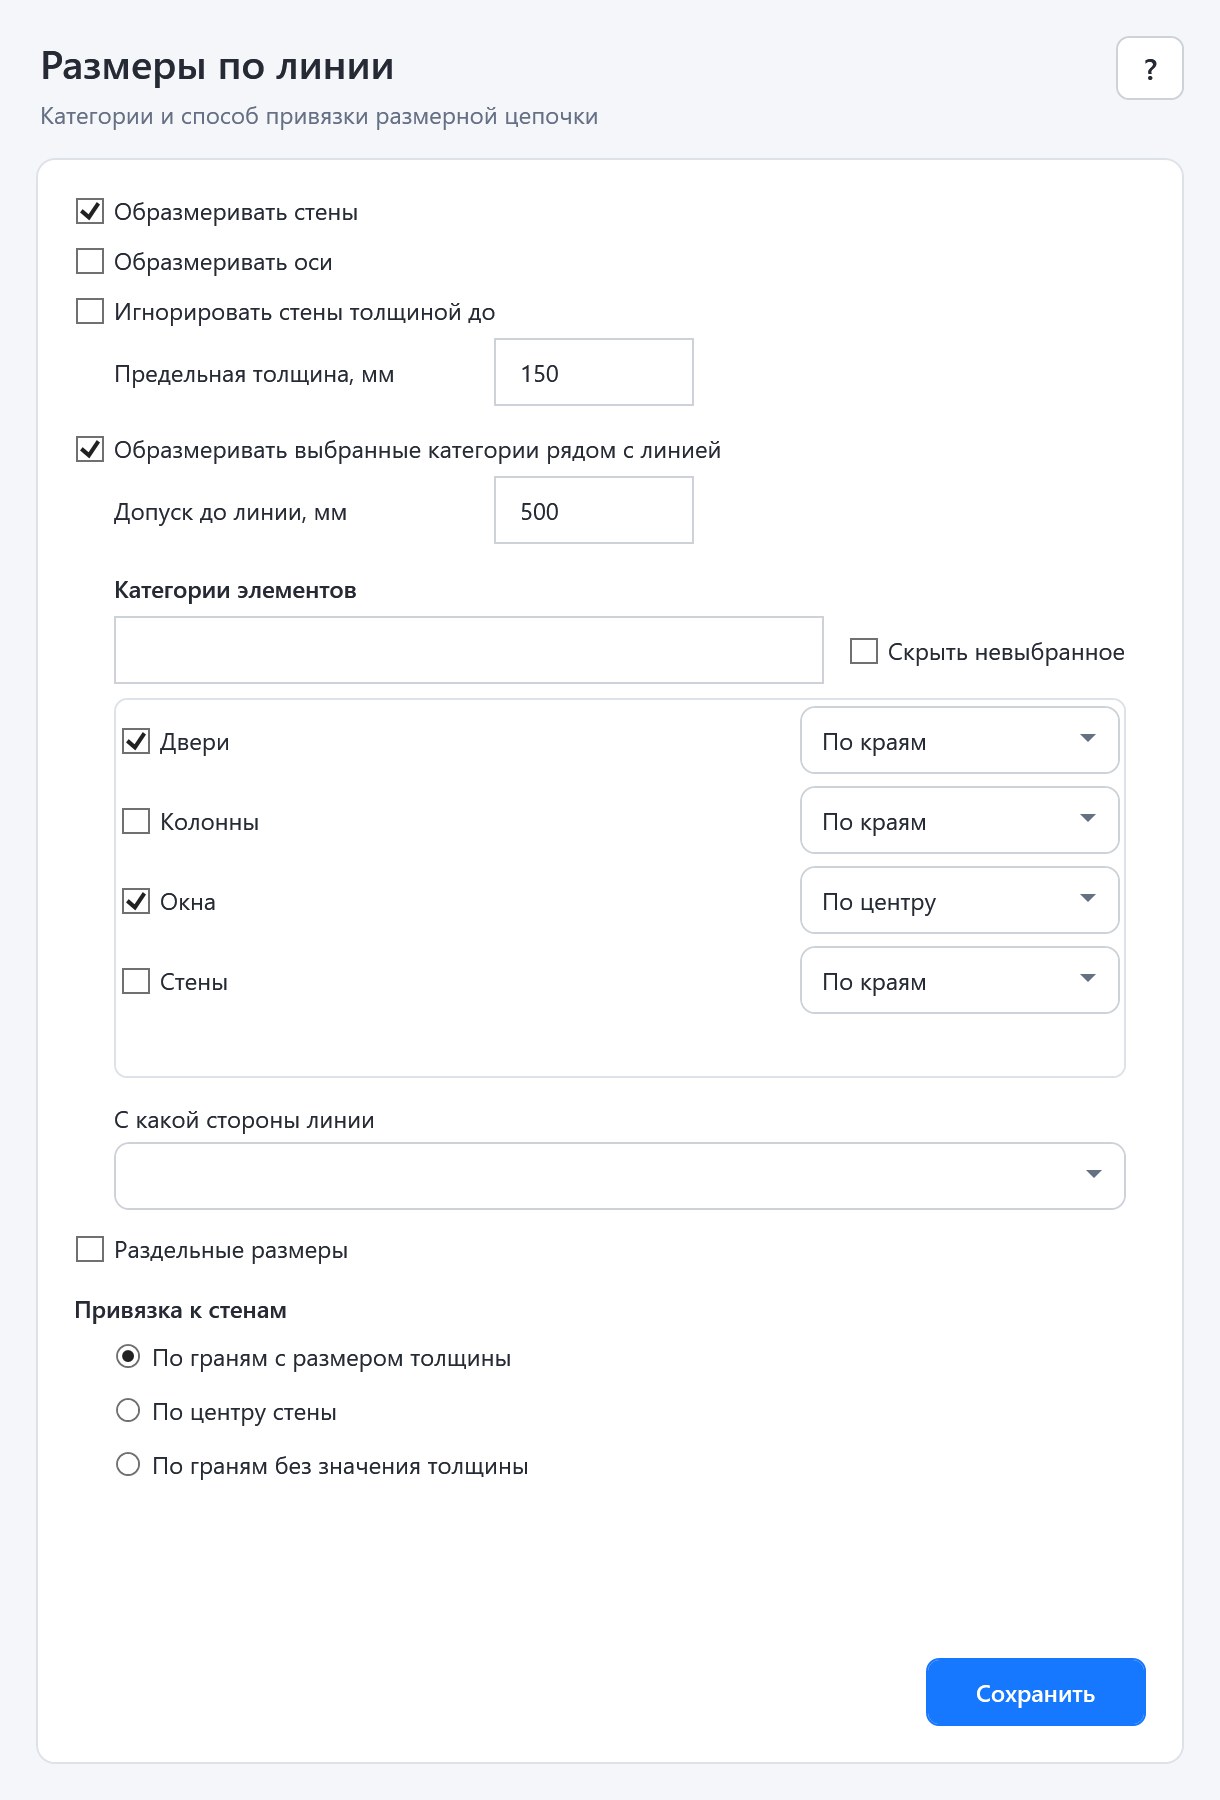 Размеры по линии
?
Категории и способ привязки размерной цепочки
Образмеривать стены
Образмеривать оси
Игнорировать стены толщиной до
Предельная толщина, мм
150
Образмеривать выбранные категории рядом с линией
Допуск до линии, мм
500
Категории элементов
Скрыть невыбранное
Двери
По краям
Колонны
По краям
Окна
По центру
Стены
По краям
С какой стороны линии
Раздельные размеры
Привязка к стенам
По граням с размером толщины
По центру стены
По граням без значения толщины
Сохранить